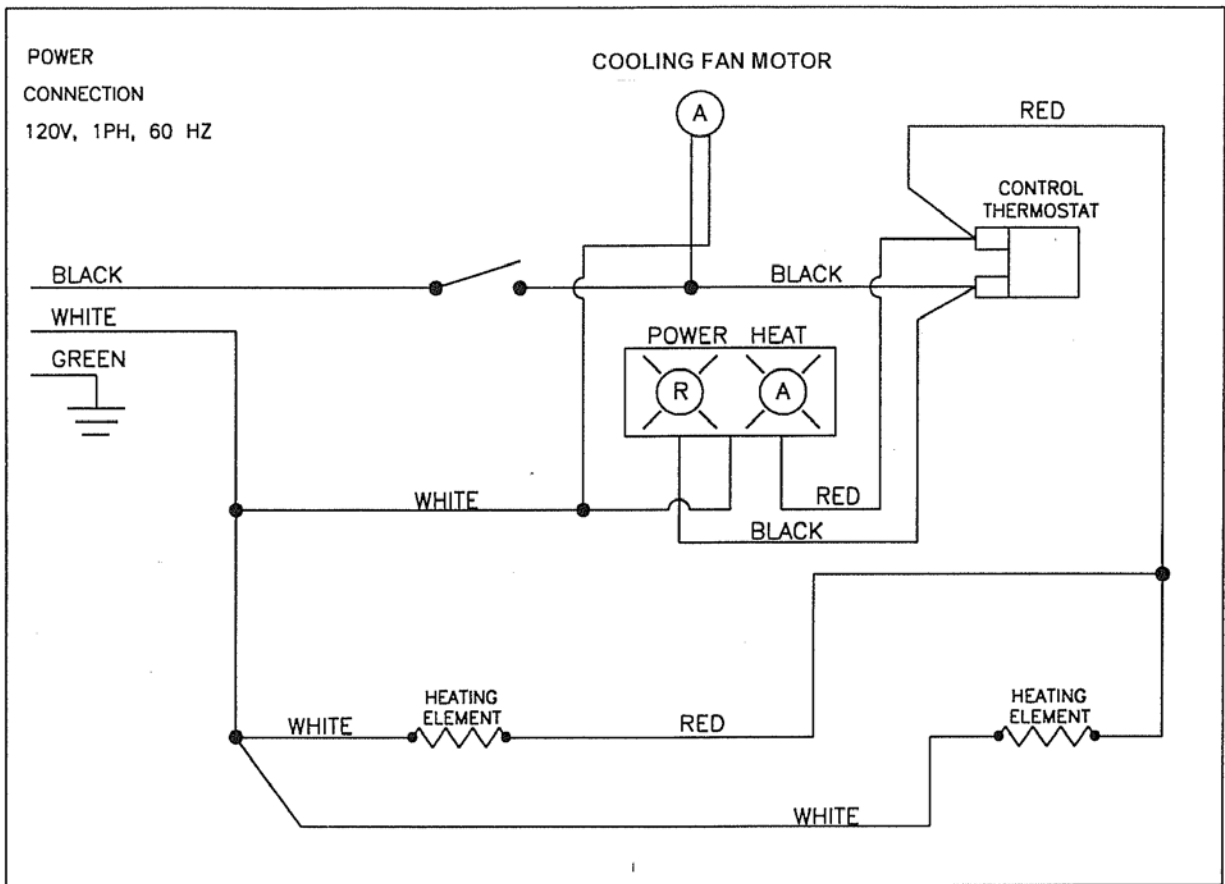 POWER
CONNECTION
120V, 1PH, 60 HZ
COOLING FAN MOTOR
A
RED
CONTROL
THERMOSTAT
BLACK
BLACK
WHITE
GREEN
POWER HEAT
R A
WHITE
RED
BLACK
HEATING
ELEMENT
WHITE
RED
HEATING
ELEMENT
WHITE